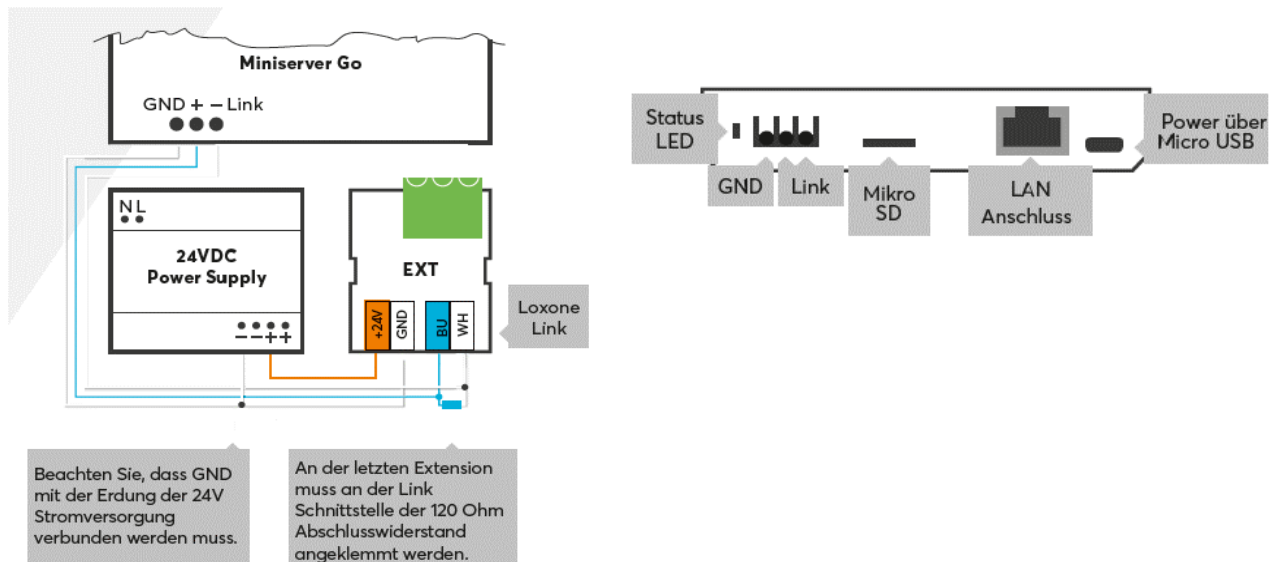 Miniserver Go
GND + – Link
N L
24VDC
Power Supply
– – + +
EXT
+24V
GND
BU
WH
Loxone
Link
Beachten Sie, dass GND
mit der Erdung der 24V
Stromversorgung
verbunden werden muss.
An der letzten Extension
muss an der Link
Schnittstelle der 120 Ohm
Abschlusswiderstand
angeklemmt werden.
Status
LED
GND
Link
Mikro
SD
LAN
Anschluss
Power über
Micro USB